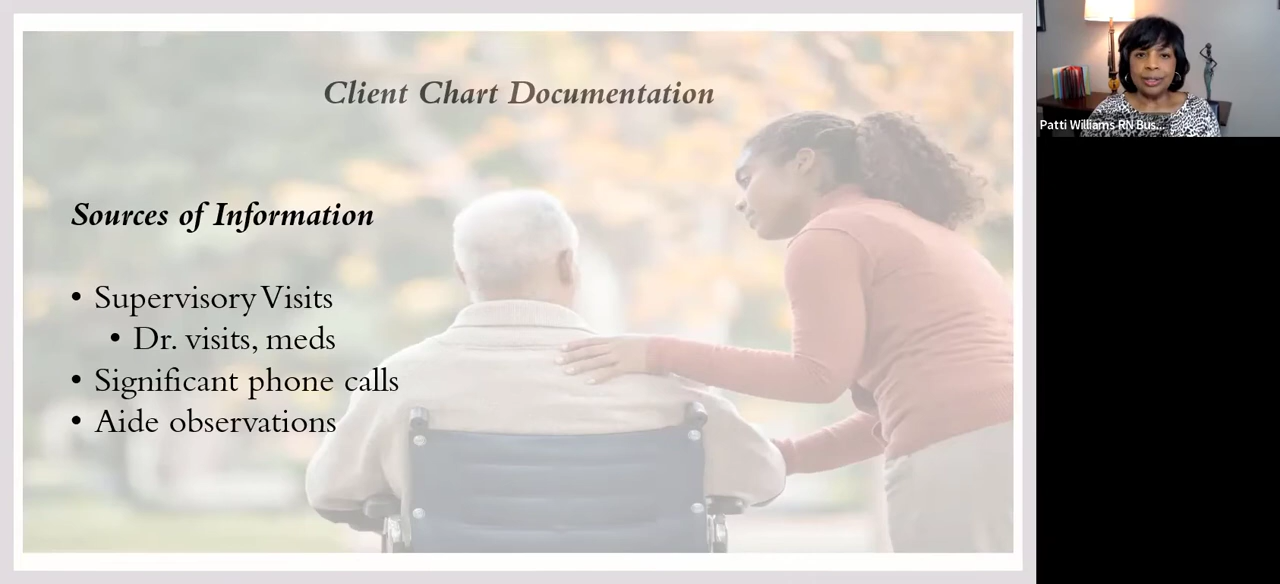 Client Chart Documentation
Sources of Information
• Supervisory Visits
• Dr. visits, meds
• Significant phone calls
• Aide observations
Patti Williams RN Bus...